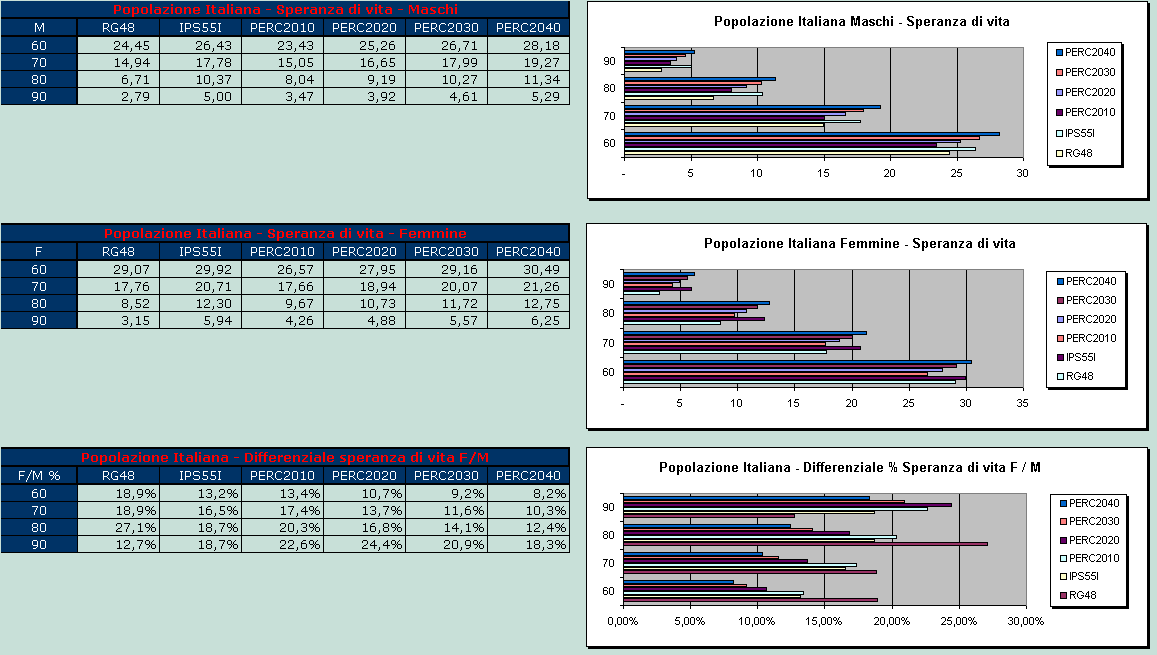 Popolazione Italiana - Speranza di vita - Maschi
M RG48 IPS55I PERC2010 PERC2020 PERC2030 PERC2040
60 24,45 26,43 23,43 25,26 26,71 28,18
70 14,94 17,78 15,05 16,65 17,99 19,27
80 6,71 10,37 8,04 9,19 10,27 11,34
90 2,79 5,00 3,47 3,92 4,61 5,29
Popolazione Italiana Maschi - Speranza di vita
90
80
70
60
- 5 10 15 20 25 30
PERC2040
PERC2030
PERC2020
PERC2010
IPS55I
RG48
Popolazione Italiana - Speranza di vita - Femmine
F RG48 IPS55I PERC2010 PERC2020 PERC2030 PERC2040
60 29,07 29,92 26,57 27,95 29,16 30,49
70 17,76 20,71 17,66 18,94 20,07 21,26
80 8,52 12,30 9,67 10,73 11,72 12,75
90 3,15 5,94 4,26 4,88 5,57 6,25
Popolazione Italiana Femmine - Speranza di vita
90
80
70
60
- 5 10 15 20 25 30 35
PERC2040
PERC2030
PERC2020
PERC2010
IPS55I
RG48
Popolazione Italiana - Differenziale speranza di vita F/M
F/M % RG48 IPS55I PERC2010 PERC2020 PERC2030 PERC2040
60 18,9% 13,2% 13,4% 10,7% 9,2% 8,2%
70 18,9% 16,5% 17,4% 13,7% 11,6% 10,3%
80 27,1% 18,7% 20,3% 16,8% 14,1% 12,4%
90 12,7% 18,7% 22,6% 24,4% 20,9% 18,3%
Popolazione Italiana - Differenziale % Speranza di vita F / M
90
80
70
60
0,00% 5,00% 10,00% 15,00% 20,00% 25,00% 30,00%
PERC2040
PERC2030
PERC2020
PERC2010
IPS55I
RG48